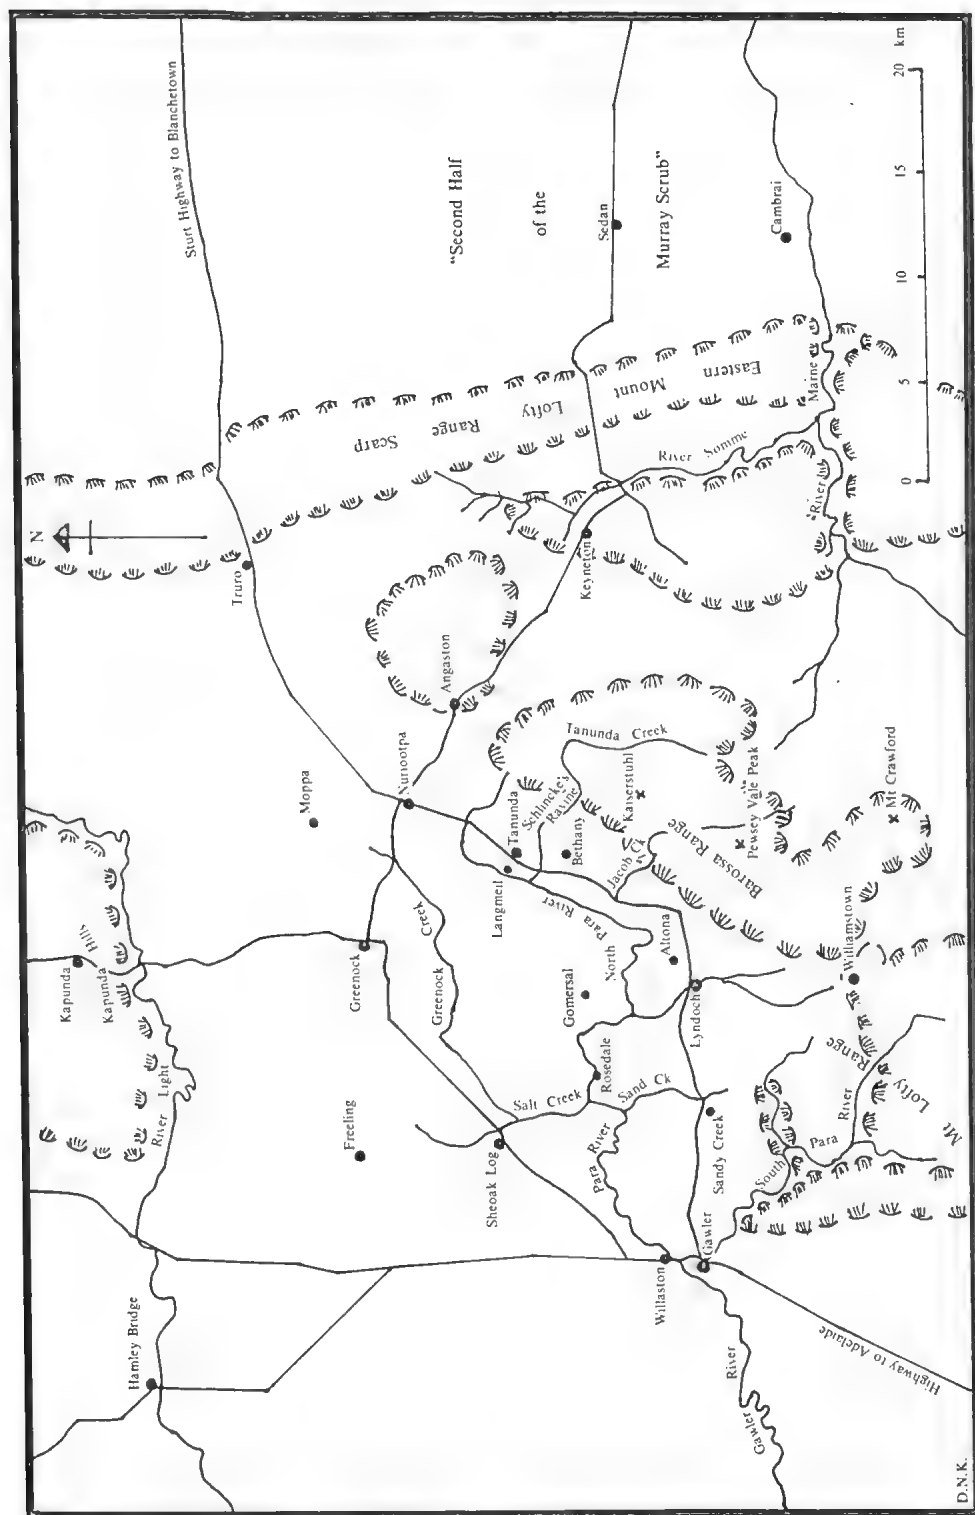 Sturt Highway to Blanchetown
N
Truro
"Second Half
of the
Murray Scrub"
Sedan
Cambrai
20 km
15
10
5
0
Eastern Mount Lofty Range Scarp
River Somme
River Marne
Keyneton
Angaston
Nuriootpa
Moppa
Kapunda
Kapunda Hills
River Light
Greenock
Greenock Creek
Freeling
Hamley Bridge
Sheoak Log
Salt Creek
Tanunda Creek
Schlincke's
Ravine
Kaiserstuhl
Tanunda
Bethany
Langmeil
Jacob Ck
Barossa Range
Pewsey Vale Peak
Mt Crawford
North Para River
Gomersal
Altona
Rosedale
Lyndoch
Williamstown
Sand Ck
Sandy Creek
Para River
South Para River
Mt Lofty Range
Willaston
Gawler
Gawler River
Highway to Adelaide
D.N.K.